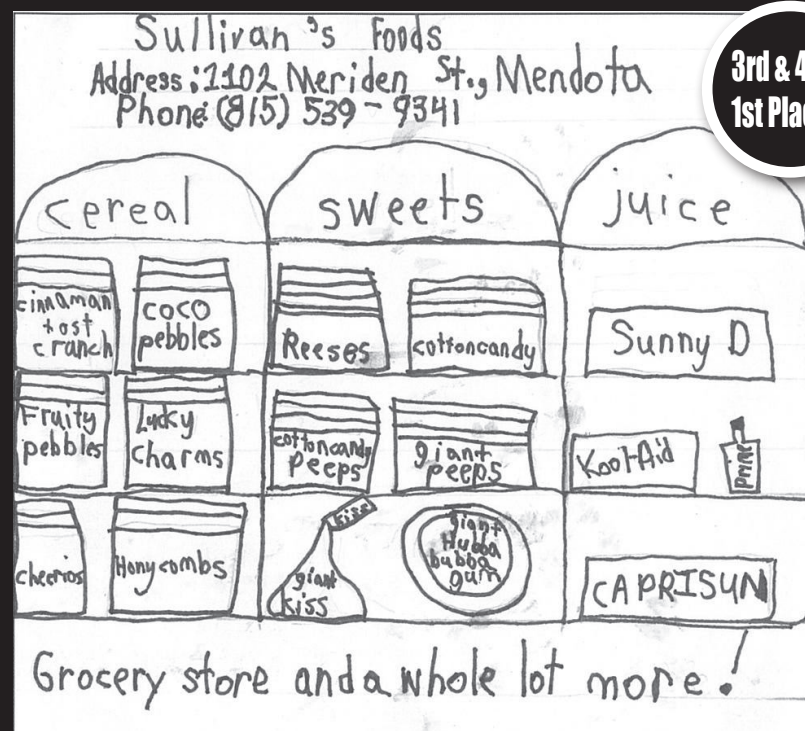 Sullivan's Foods
Address: 1102 Meriden St., Mendota
Phone: (815) 539-9341
3rd & 4
1st Pla
cereal
sweets
juice
cinnaman
tost
cranch
coco
pebbles
Reeses
cottoncandy
Sunny D
Fruity
pebbles
Lucky
Charms
cottoncandy
peeps
giant
peeps
Kool-Aid
Prime
cheerios
Honycombs
kiss
giant
kiss
giant
Hubba
bubba
gum
CAPRISUN
Grocery store and a whole lot more!